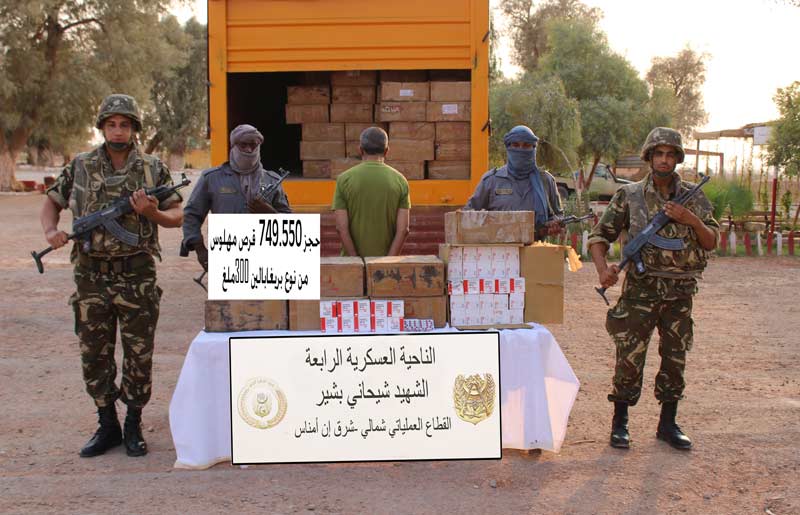 حجز 749.550 قرص مهلوس
من نوع بريغابالين 300ملغ
الناحية العسكرية الرابعة
الشهيد شيحاني بشير
القطاع العملياتي شمالي -شرق إن أمناس